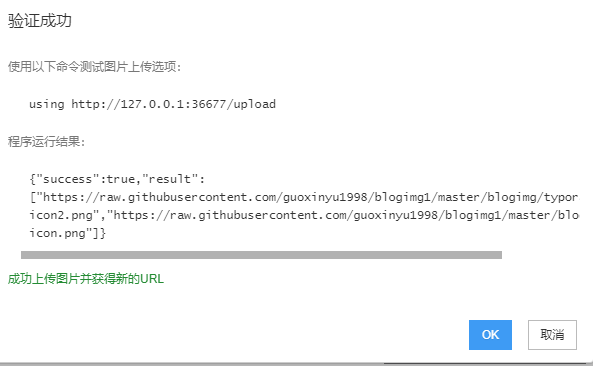 验证成功
使用以下命令测试图片上传选项:
using http://127.0.0.1:36677/upload
程序运行结果:
{"success":true,"result":
["https://raw.githubusercontent.com/guoxinyu1998/blogimg1/master/blogimg/typor
icon2.png","https://raw.githubusercontent.com/guoxinyu1998/blogimg1/master/blo
icon.png"]}
成功上传图片并获得新的URL
OK 取消